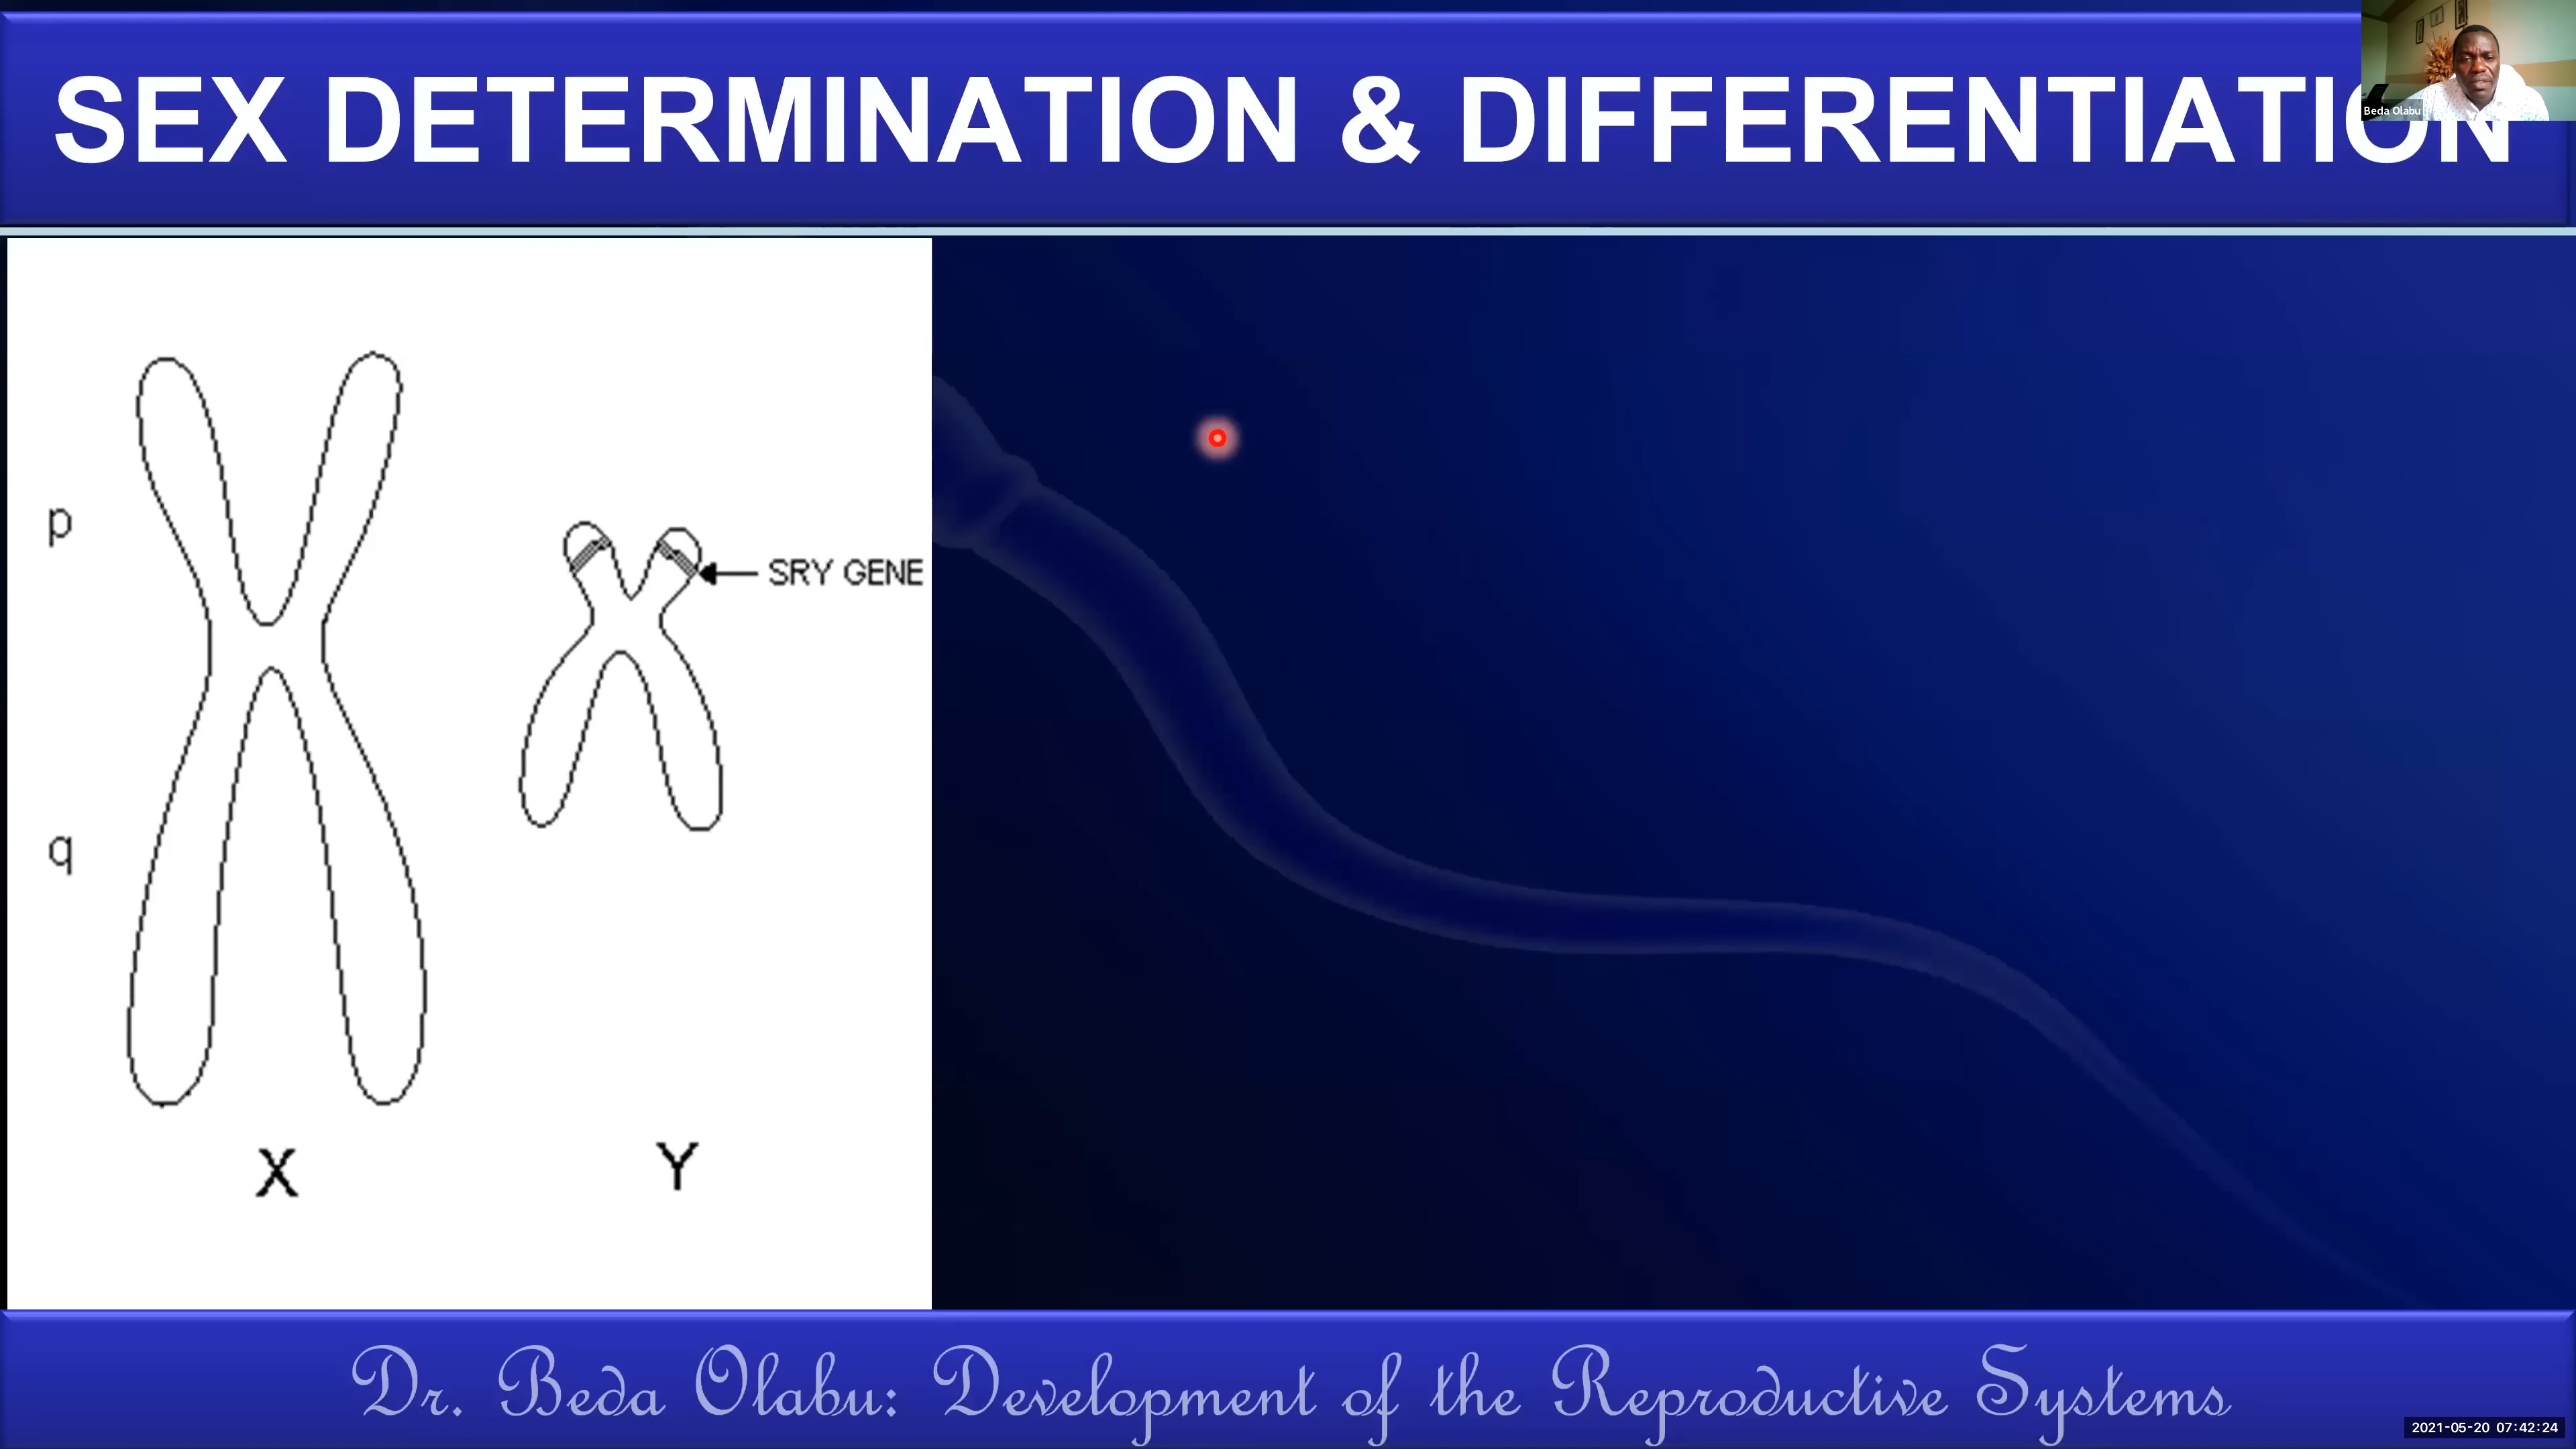 SEX DETERMINATION & DIFFERENTIATION
Beda Olabu
p
SRY GENE
q
X
Y
Dr. Beda Olabu: Development of the Reproductive Systems
2021-05-20 07:42:24